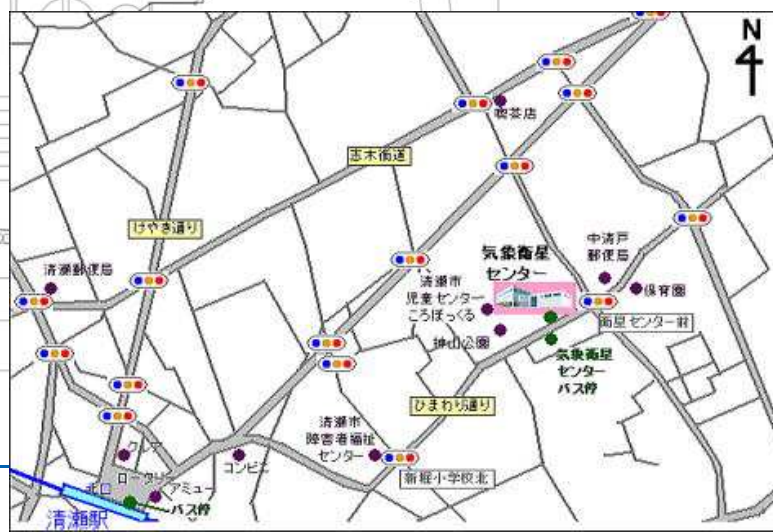 N
喫茶店
志木街道
けやき通り
清瀬郵便局
気象衛星
センター
中清戸
郵便局
保育園
清瀬市
児童センター
ころぽっくる
神山公園
衛星センター前
気象衛星
センター
バス停
ひまわり通り
清瀬市
障害者福祉
センター
新堀小学校北
クレア
コンビニ
ロータリー
北口
アミュー
バス停
清瀬駅